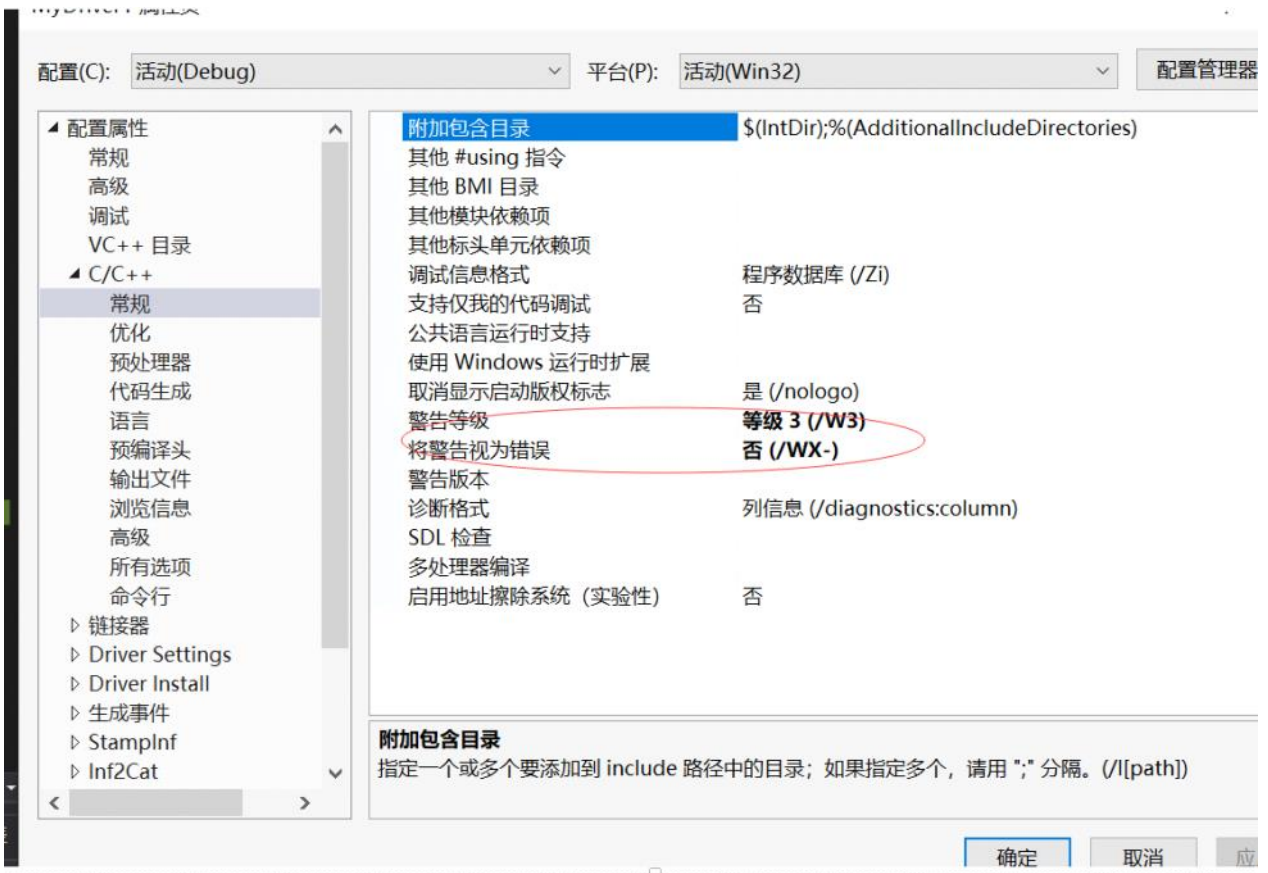 配置(C): 活动(Debug) 平台(P): 活动(Win32) 配置管理器
配置属性
常规
高级
调试
VC++ 目录
C/C++
常规
优化
预处理器
代码生成
语言
预编译头
输出文件
浏览信息
高级
所有选项
命令行
链接器
Driver Settings
Driver Install
生成事件
StampInf
Inf2Cat
附加包含目录 $(IntDir);%(AdditionalIncludeDirectories)
其他 #using 指令
其他 BMI 目录
其他模块依赖项
其他标头单元依赖项
调试信息格式 程序数据库 (/Zi)
支持仅我的代码调试 否
公共语言运行时支持
使用 Windows 运行时扩展
取消显示启动版权标志 是 (/nologo)
警告等级 等级 3 (/W3)
将警告视为错误 否 (/WX-)
警告版本
诊断格式 列信息 (/diagnostics:column)
SDL 检查
多处理器编译
启用地址擦除系统（实验性） 否
附加包含目录
指定一个或多个要添加到 include 路径中的目录；如果指定多个，请用 ";" 分隔。(/I[path])
确定 取消